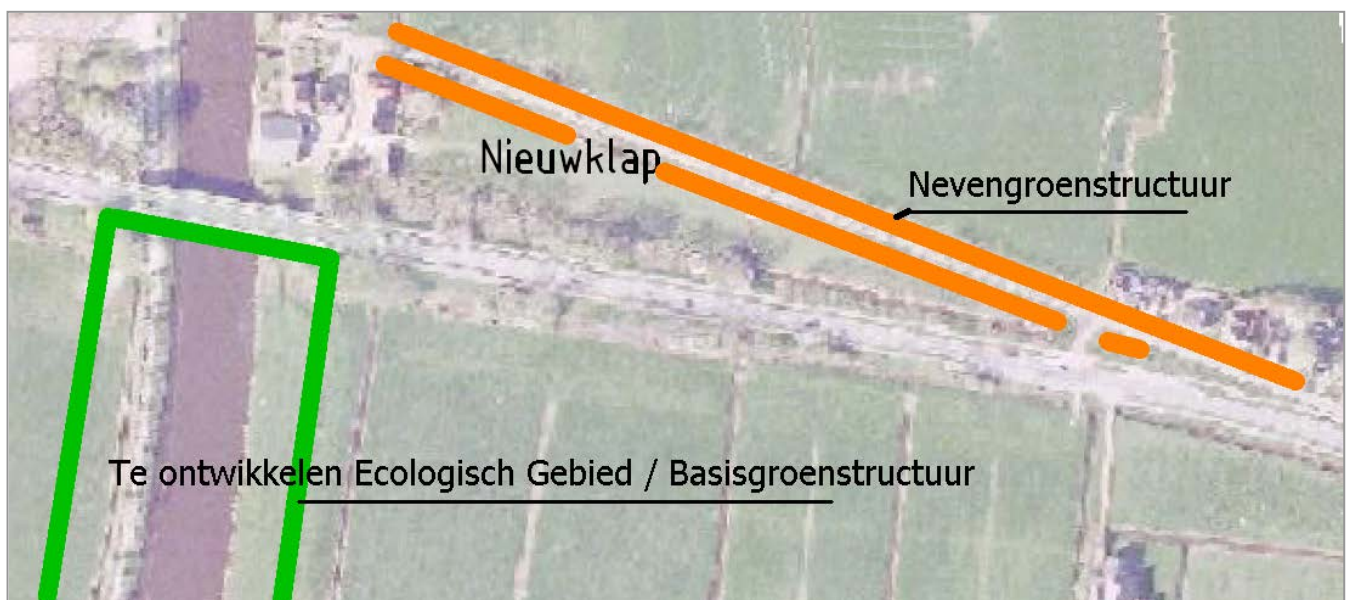 Nieuwklap
Nevengroenstructuur
Te ontwikkelen Ecologisch Gebied / Basisgroenstructuur